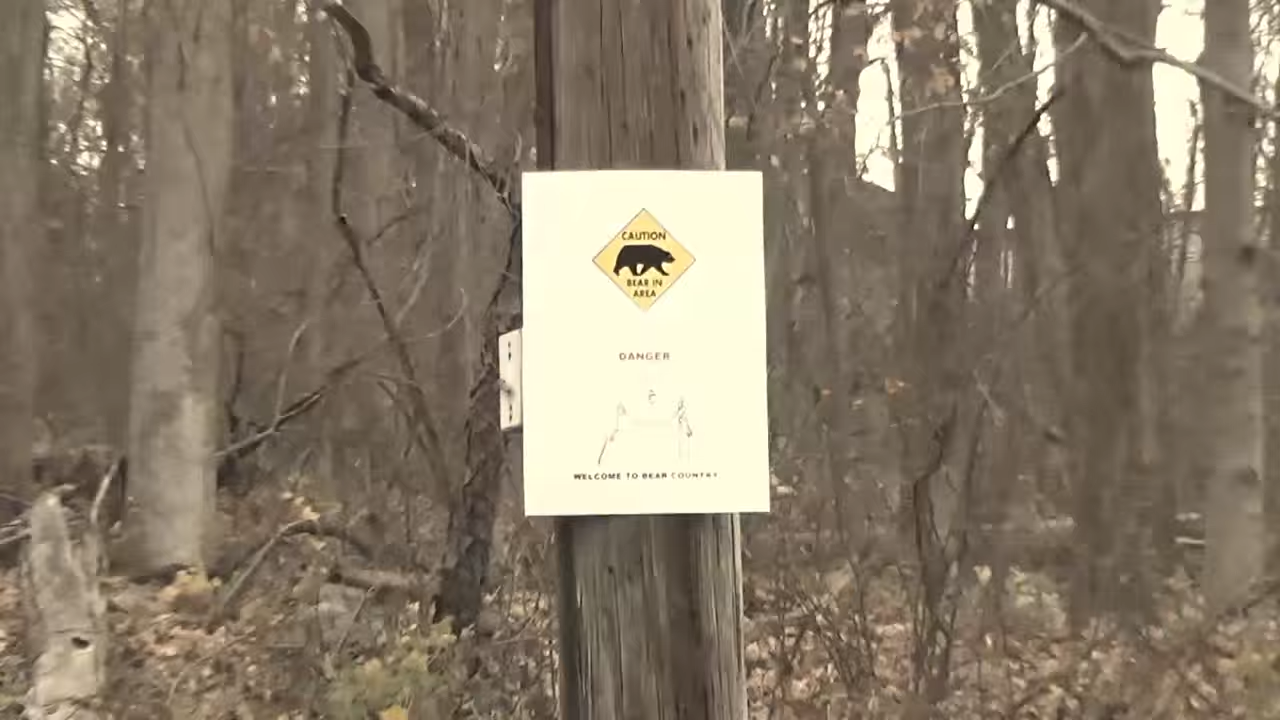 CAUTION
BEAR IN
AREA
DANGER
WELCOME TO BEAR COUNTRY